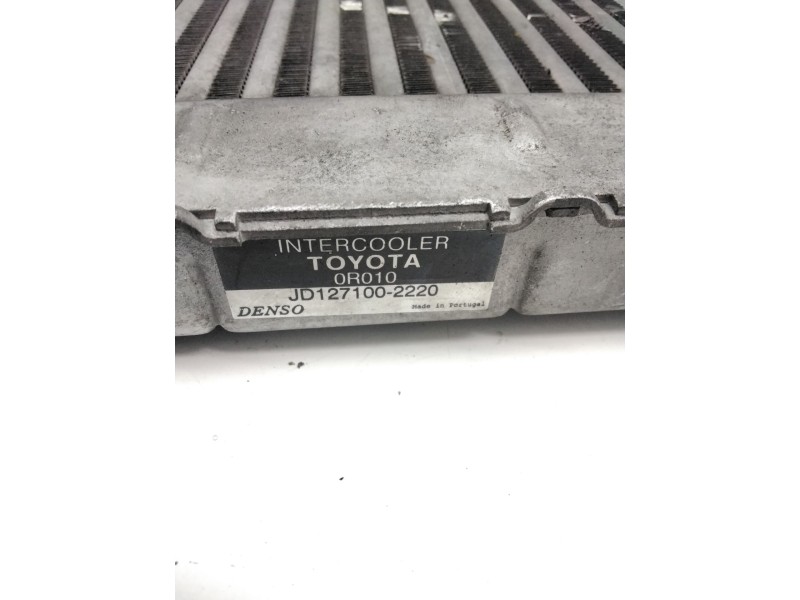 INTERCOOLER
TOYOTA
0R010
JD127100-2220
DENSO Made in Portugal